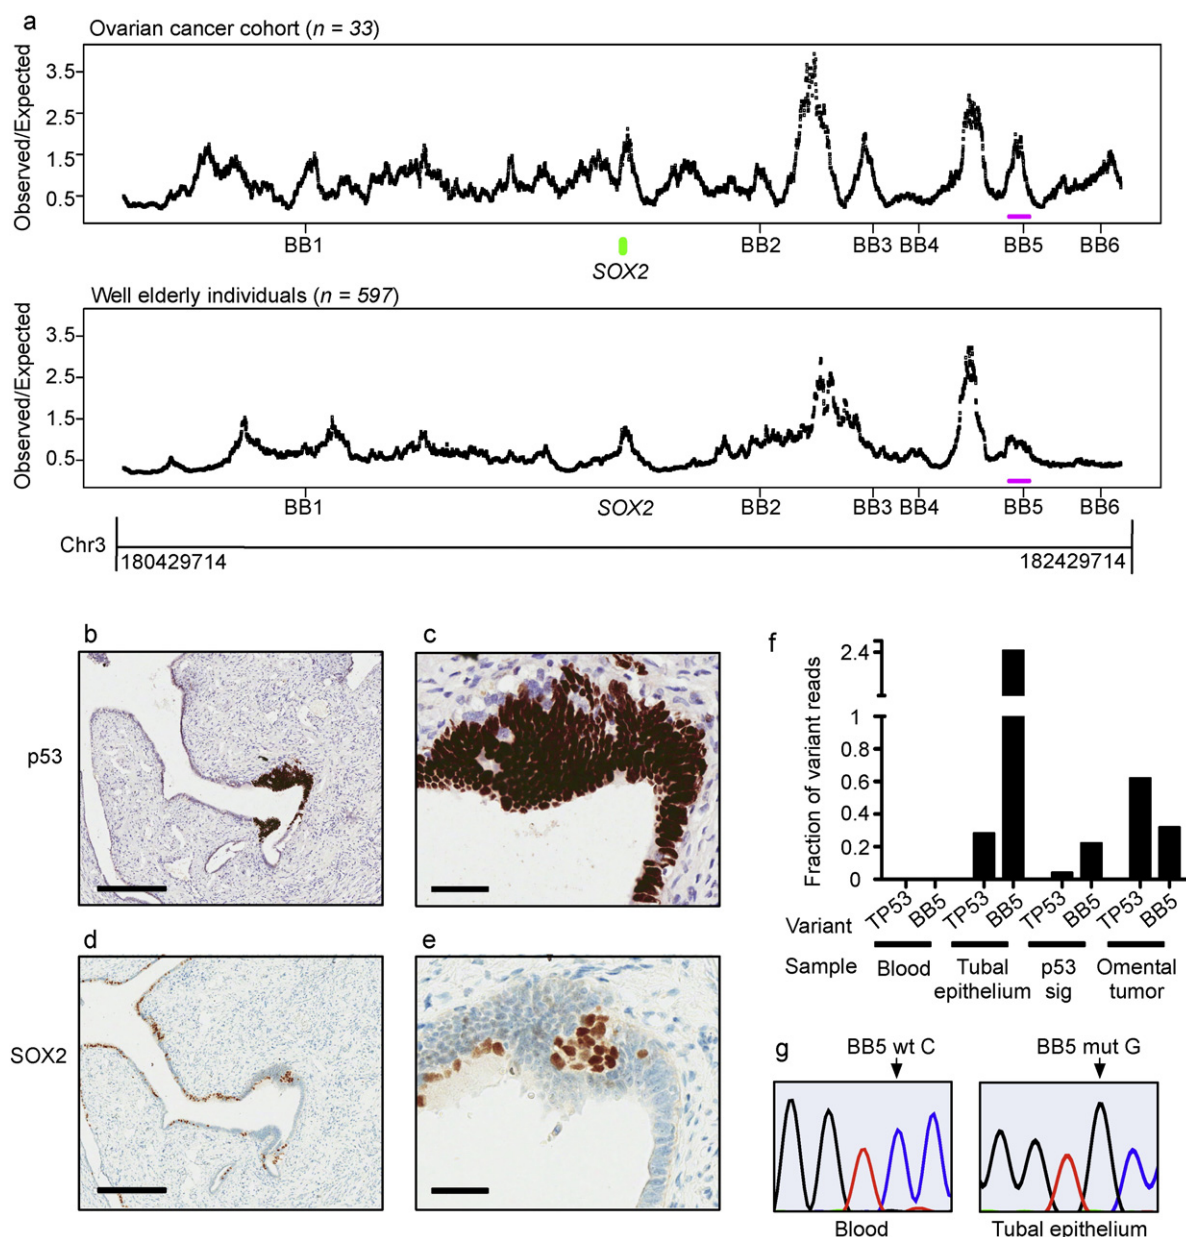 a
Ovarian cancer cohort (n = 33)
Observed/Expected
3.5
2.5
1.5
0.5
BB1
SOX2
BB2
BB3
BB4
BB5
BB6
Well elderly individuals (n = 597)
Observed/Expected
3.5
2.5
1.5
0.5
BB1
SOX2
BB2
BB3
BB4
BB5
BB6
Chr3
180429714
182429714
b
c
p53
d
e
SOX2
f
Fraction of variant reads
2.4
1
0.8
0.6
0.4
0.2
0
Variant
TP53
BB5
TP53
BB5
TP53
BB5
TP53
BB5
Sample
Blood
Tubal
epithelium
p53
sig
Omental
tumor
g
BB5 wt C
BB5 mut G
Blood
Tubal epithelium